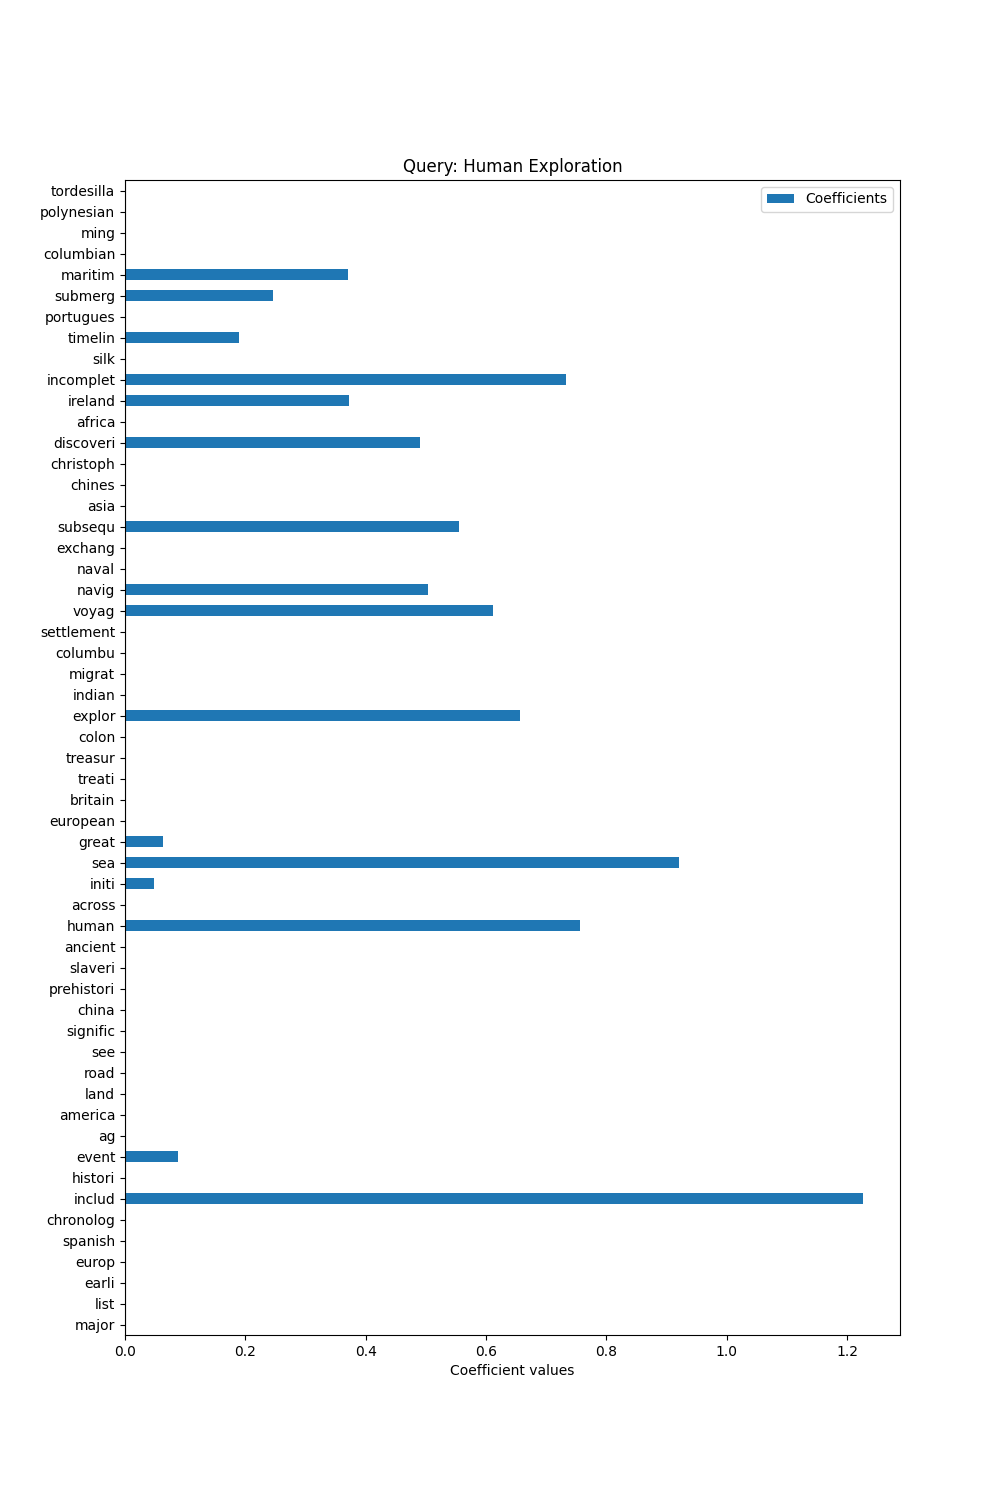 Query: Human Exploration
Coefficients
tordesilla
polynesian
ming
columbian
maritim
submerg
portugues
timelin
silk
incomplet
ireland
africa
discoveri
christoph
chines
asia
subsequ
exchang
naval
navig
voyag
settlement
columbu
migrat
indian
explor
colon
treasur
treati
britain
european
great
sea
initi
across
human
ancient
slaveri
prehistori
china
signific
see
road
land
america
ag
event
histori
includ
chronolog
spanish
europ
earli
list
major
0.0 0.2 0.4 0.6 0.8 1.0 1.2
Coefficient values